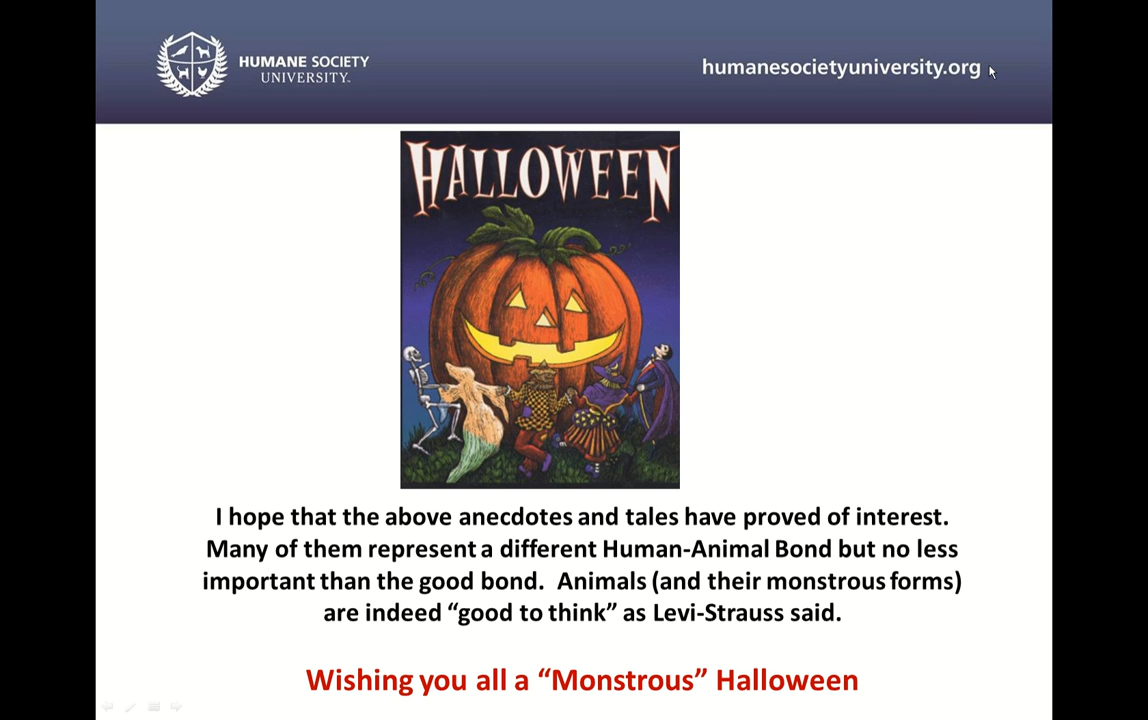 HUMANE SOCIETY
UNIVERSITY.
humanesocietyuniversity.org
HALLOWEEN
I hope that the above anecdotes and tales have proved of interest.
Many of them represent a different Human-Animal Bond but no less
important than the good bond.  Animals (and their monstrous forms)
are indeed “good to think” as Levi-Strauss said.
Wishing you all a “Monstrous” Halloween